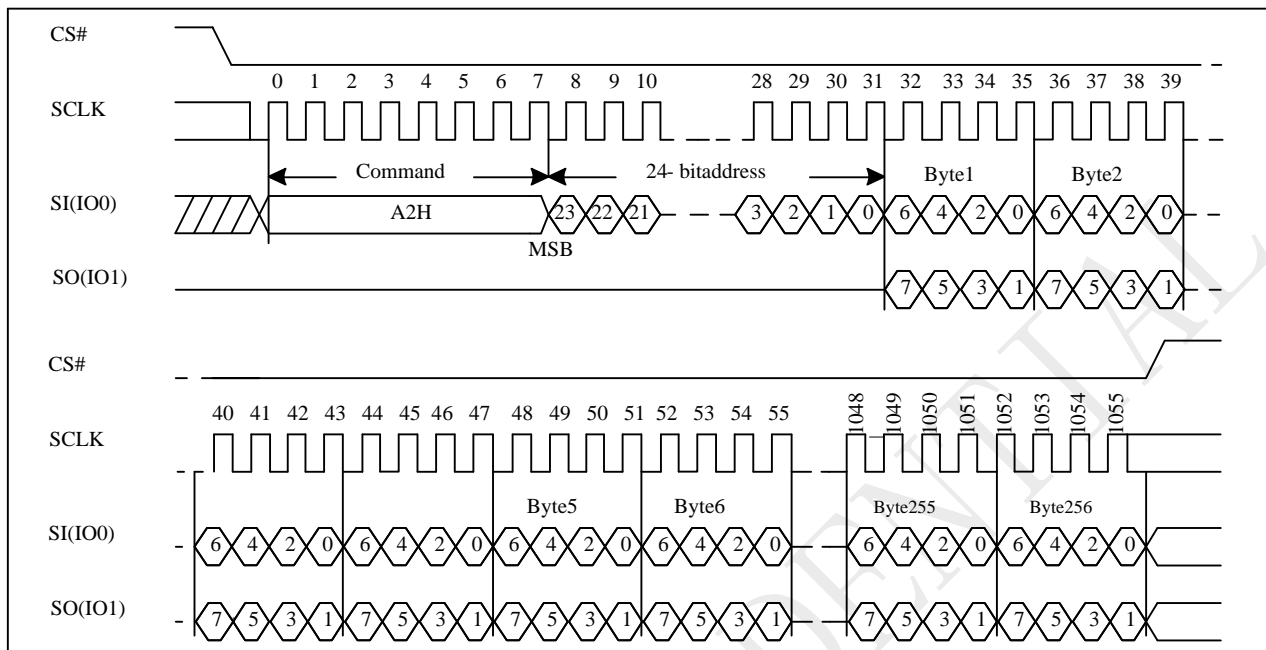 CS#
0 1 2 3 4 5 6 7 8 9 10 28 29 30 31 32 33 34 35 36 37 38 39
SCLK
Command 24- bitaddress Byte1 Byte2
SI(IO0) A2H 23 22 21 3 2 1 0 6 4 2 0 6 4 2 0
MSB
SO(IO1) 7 5 3 1 7 5 3 1
CS#
40 41 42 43 44 45 46 47 48 49 50 51 52 53 54 55 1048 1049 1050 1051 1052 1053 1054 1055
SCLK
Byte5 Byte6 Byte255 Byte256
SI(IO0) 6 4 2 0 6 4 2 0 6 4 2 0 6 4 2 0 6 4 2 0 6 4 2 0
SO(IO1) 7 5 3 1 7 5 3 1 7 5 3 1 7 5 3 1 7 5 3 1 7 5 3 1
DENTIAL